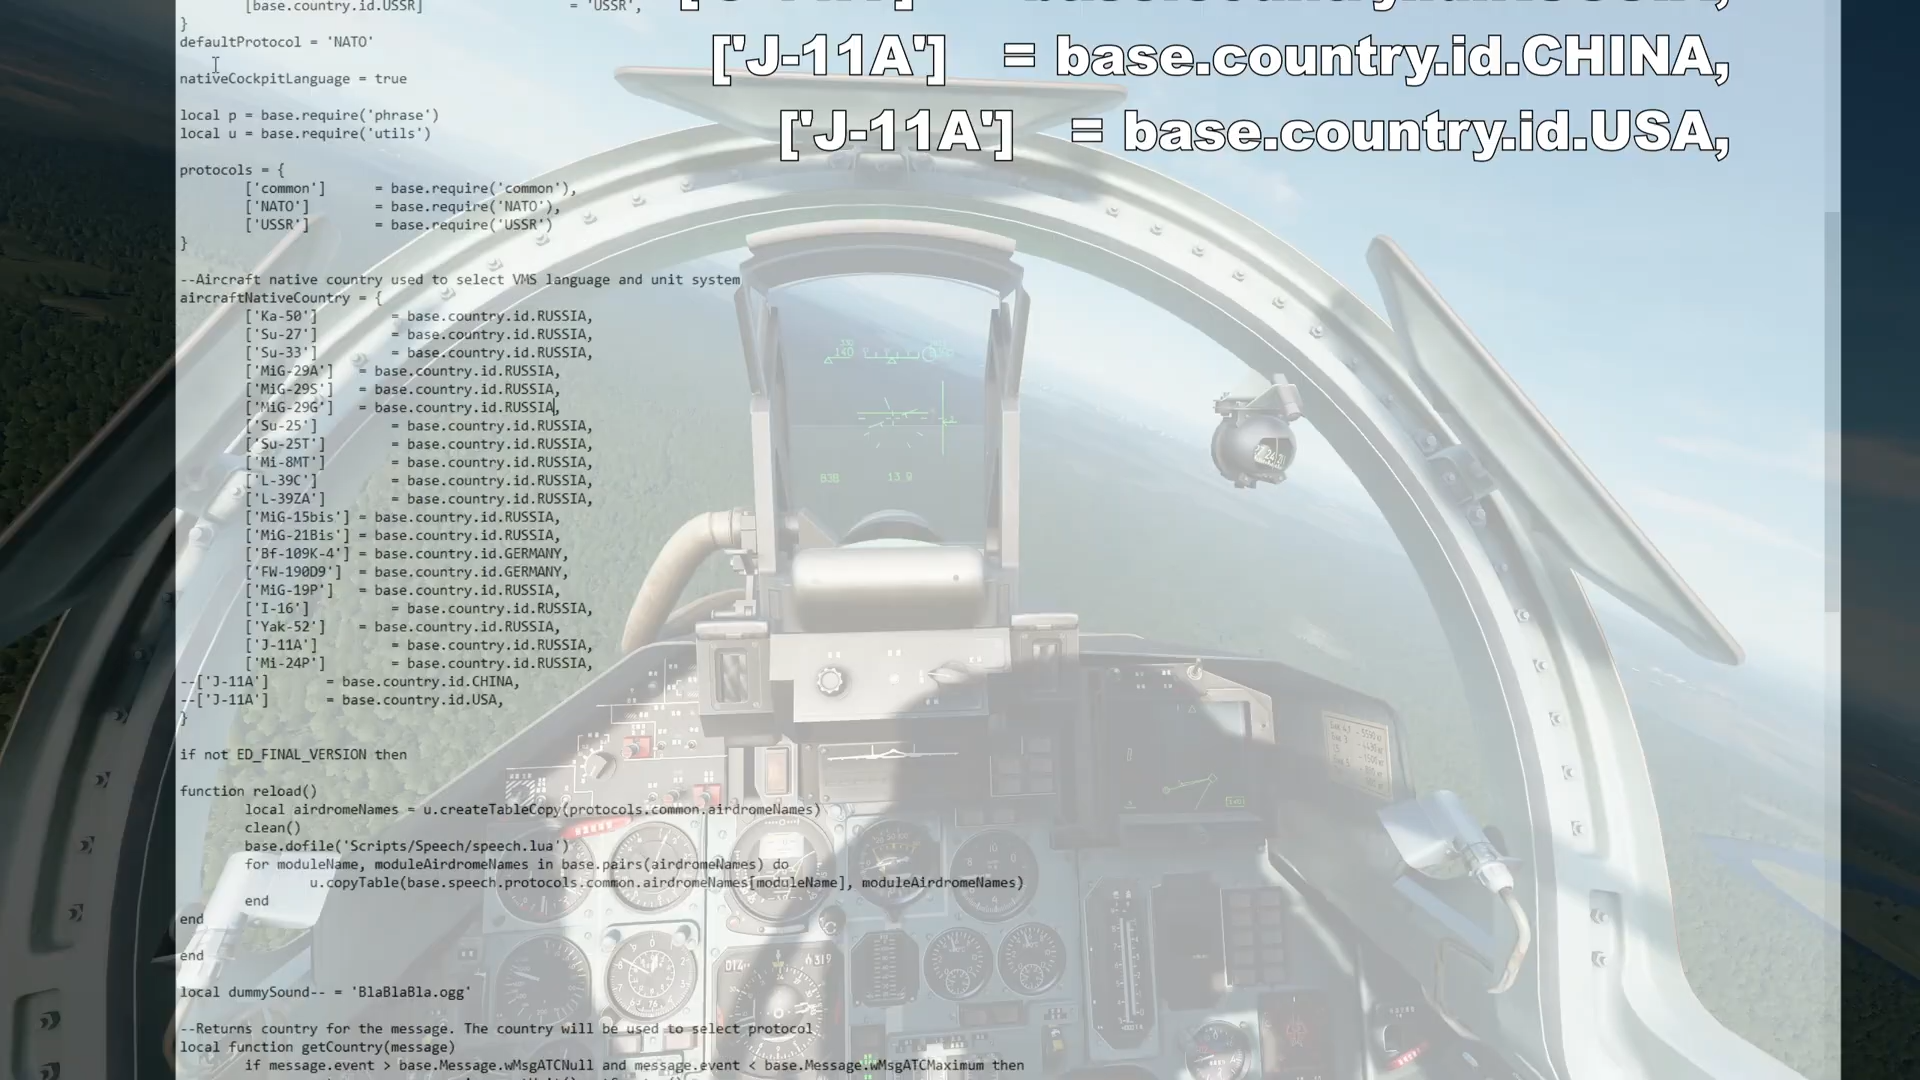 [base.country.id.USSR] = 'USSR',
}
defaultProtocol = 'NATO'
nativeCockpitLanguage = true
local p = base.require('phrase')
local u = base.require('utils')
protocols = {
['common'] = base.require('common'),
['NATO'] = base.require('NATO'),
['USSR'] = base.require('USSR')
}
--Aircraft native country used to select VMS language and unit system
aircraftNativeCountry = {
['Ka-50'] = base.country.id.RUSSIA,
['Su-27'] = base.country.id.RUSSIA,
['Su-33'] = base.country.id.RUSSIA,
['MiG-29A'] = base.country.id.RUSSIA,
['MiG-29S'] = base.country.id.RUSSIA,
['MiG-29G'] = base.country.id.RUSSIA,
['Su-25'] = base.country.id.RUSSIA,
['Su-25T'] = base.country.id.RUSSIA,
['Mi-8MT'] = base.country.id.RUSSIA,
['L-39C'] = base.country.id.RUSSIA,
['L-39ZA'] = base.country.id.RUSSIA,
['MiG-15bis'] = base.country.id.RUSSIA,
['MiG-21Bis'] = base.country.id.RUSSIA,
['Bf-109K-4'] = base.country.id.GERMANY,
['FW-190D9'] = base.country.id.GERMANY,
['MiG-19P'] = base.country.id.RUSSIA,
['I-16'] = base.country.id.RUSSIA,
['Yak-52'] = base.country.id.RUSSIA,
['J-11A'] = base.country.id.RUSSIA,
['Mi-24P'] = base.country.id.RUSSIA,
--['J-11A'] = base.country.id.CHINA,
--['J-11A'] = base.country.id.USA,
}
if not ED_FINAL_VERSION then
function reload()
local airdromeNames = u.createTableCopy(protocols.common.airdromeNames)
clean()
base.dofile('Scripts/Speech/speech.lua')
for moduleName, moduleAirdromeNames in base.pairs(airdromeNames) do
u.copyTable(base.speech.protocols.common.airdromeNames[moduleName], moduleAirdromeNames)
end
end
end
local dummySound-- = 'BlaBlaBla.ogg'
--Returns country for the message. The country will be used to select protocol
local function getCountry(message)
if message.event > base.Message.wMsgATCNull and message.event < base.Message.wMsgATCMaximum then
['J-11A'] = base.country.id.CHINA,
['J-11A'] = base.country.id.USA,
140
838 13.9
014 319